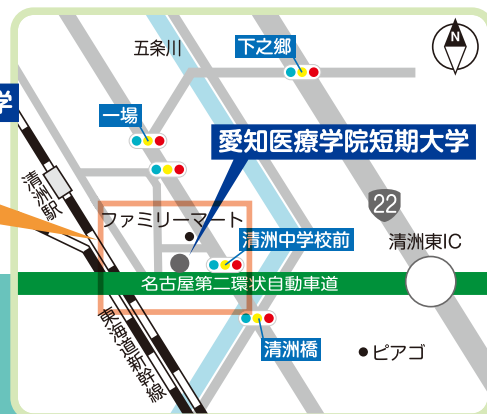 五条川
下之郷
N
学
一場
愛知医療学院短期大学
清洲駅
22
ファミリーマート
清洲中学校前
清洲東IC
名古屋第二環状自動車道
東海道新幹線
清洲橋
ピアゴ